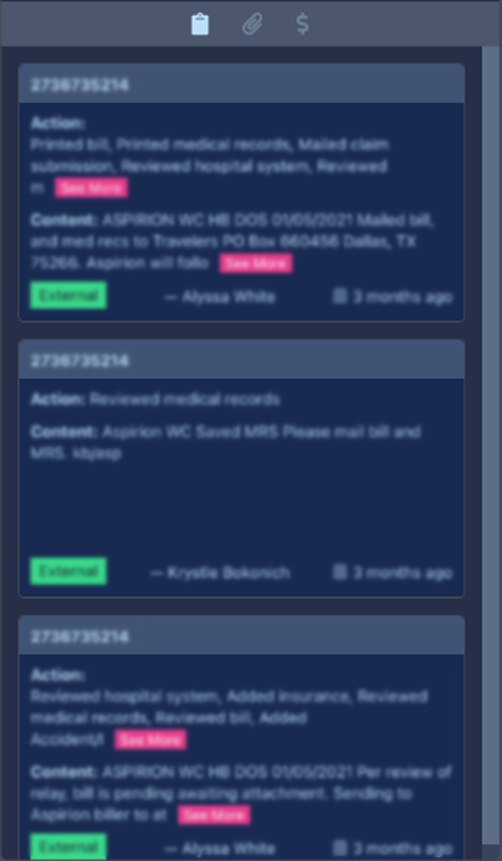 $
2736735214
Action:
Printed bill, Printed medical records, Mailed claim
submission, Reviewed hospital system, Reviewed
m See More
Content: ASPIRION WC HB DOS 01/05/2021 Mailed bill,
and med recs to Travelers PO Box 660456 Dallas, TX
75266. Aspirion will follo See More
External — Alyssa White 3 months ago
2736735214
Action: Reviewed medical records
Content: Aspirion WC Saved MRS Please mail bill and
MRS. kb/asp
External — Krystle Bokonich 3 months ago
2736735214
Action:
Reviewed hospital system, Added insurance, Reviewed
medical records, Reviewed bill, Added
Accident/I See More
Content: ASPIRION WC HB DOS 01/05/2021 Per review of
relay, bill is pending awaiting attachment. Sending to
Aspirion biller to at See More
External — Alyssa White 3 months ago